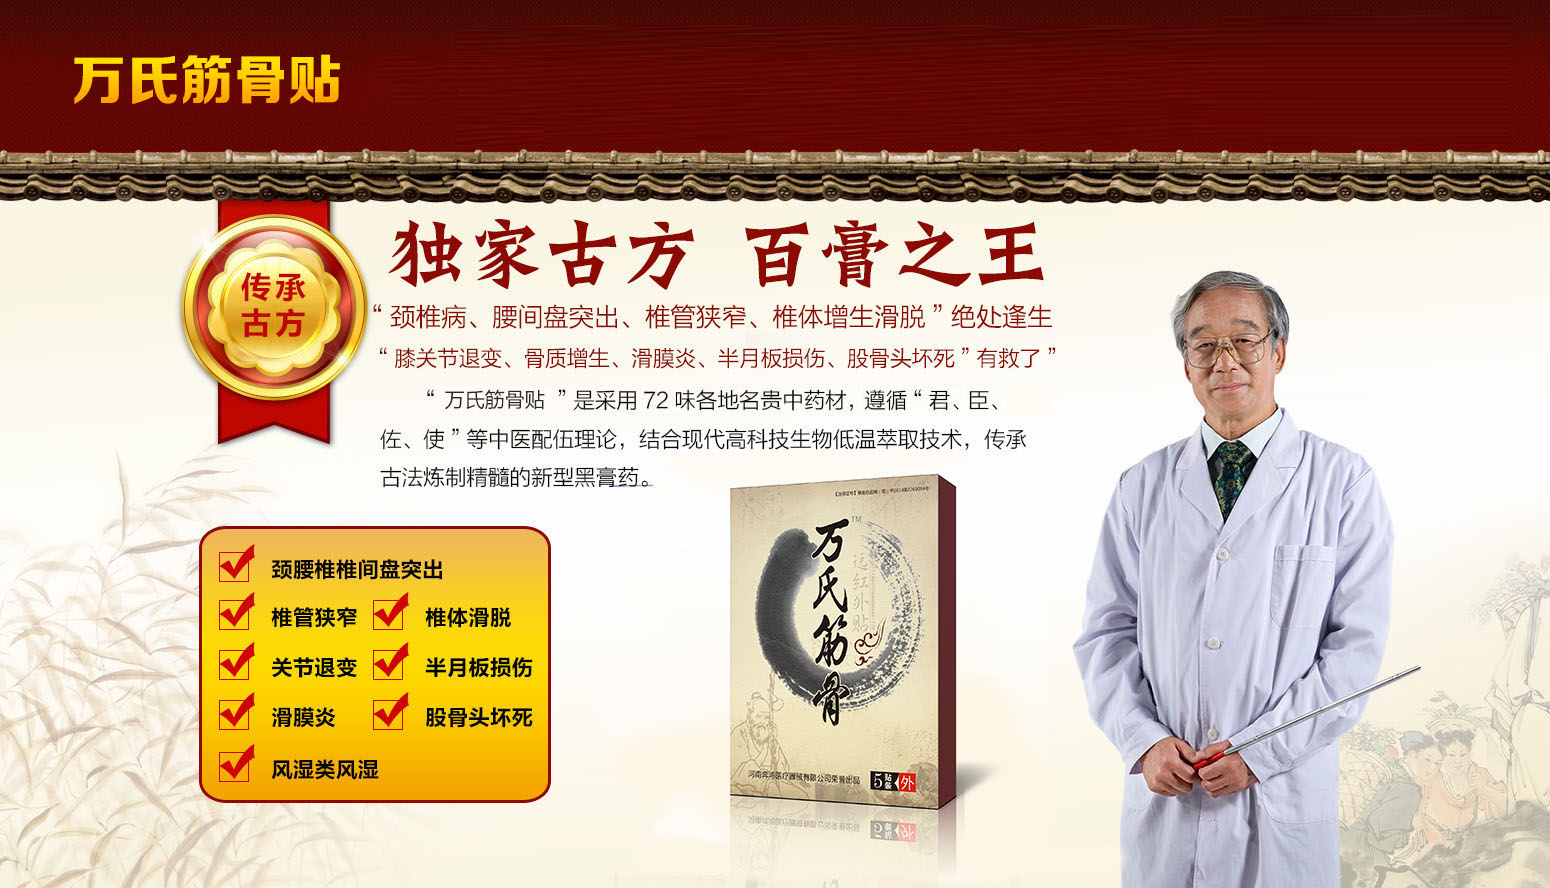 万氏筋骨贴
传承
古方
独家古方 百膏之王
“颈椎病、腰间盘突出、椎管狭窄、椎体增生滑脱”绝处逢生
“膝关节退变、骨质增生、滑膜炎、半月板损伤、股骨头坏死”有救了”
“ 万氏筋骨贴 ”是采用 72 味各地名贵中药材，遵循“ 君、臣、
佐、使 ”等中医配伍理论，结合现代高科技生物低温萃取技术，传承
古法炼制精髓的新型黑膏药。
颈腰椎椎间盘突出
椎管狭窄 椎体滑脱
关节退变 半月板损伤
滑膜炎 股骨头坏死
风湿类风湿
TM
万氏筋骨
远红外贴
河南奔鸿医疗器械有限公司荣誉出品
5贴装 外